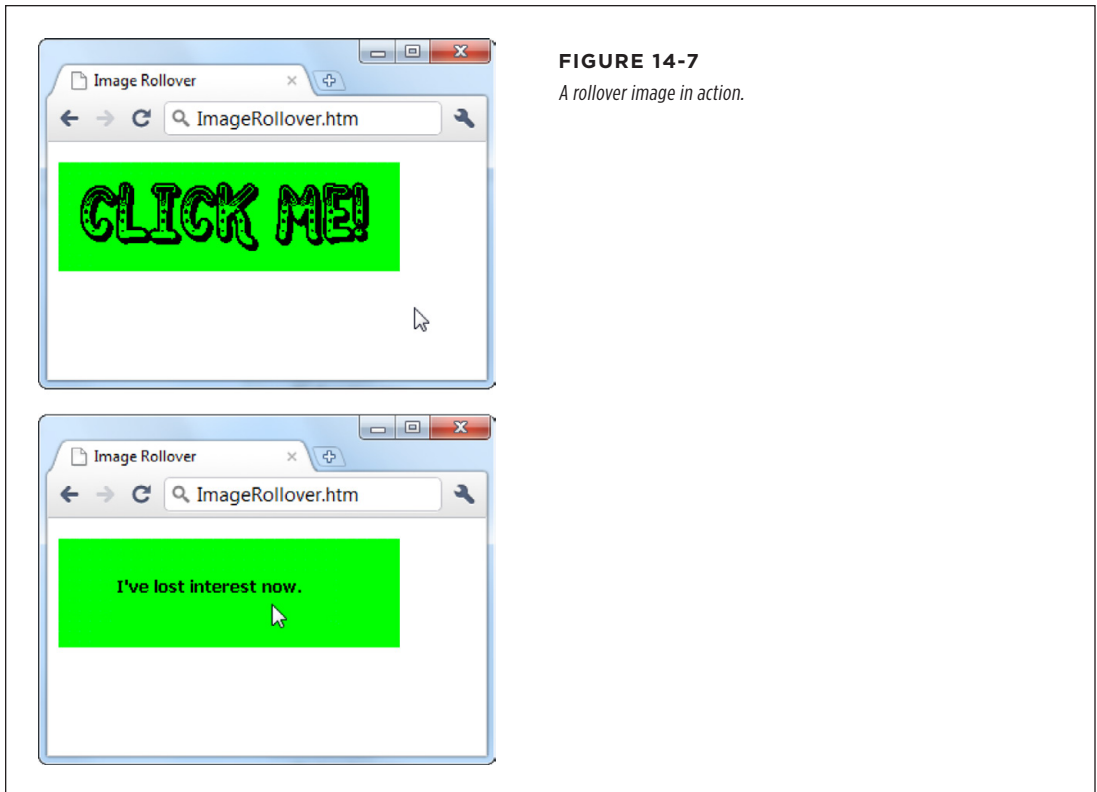 Image Rollover
ImageRollover.htm
CLICK ME!
FIGURE 14-7
A rollover image in action.
Image Rollover
ImageRollover.htm
I've lost interest now.